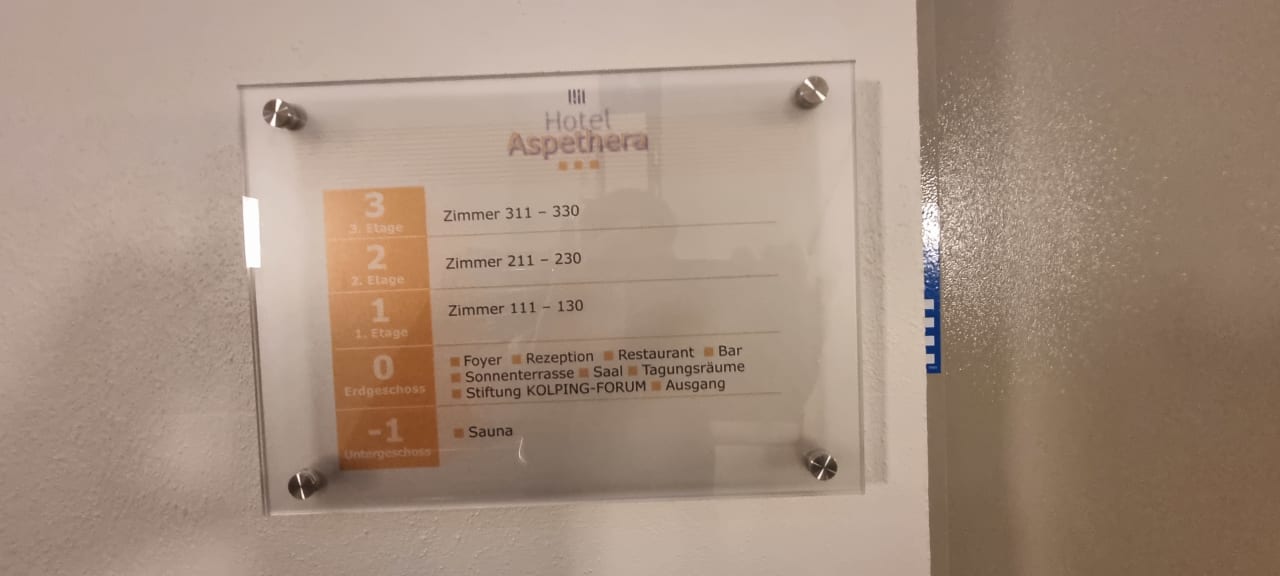 Hotel
Aspethera
3
3. Etage
Zimmer 311 – 330
2
2. Etage
Zimmer 211 – 230
1
1. Etage
Zimmer 111 – 130
0
Erdgeschoss
■ Foyer ■ Rezeption ■ Restaurant ■ Bar
■ Sonnenterrasse ■ Saal ■ Tagungsräume
■ Stiftung KOLPING-FORUM ■ Ausgang
-1
Untergeschoss
■ Sauna